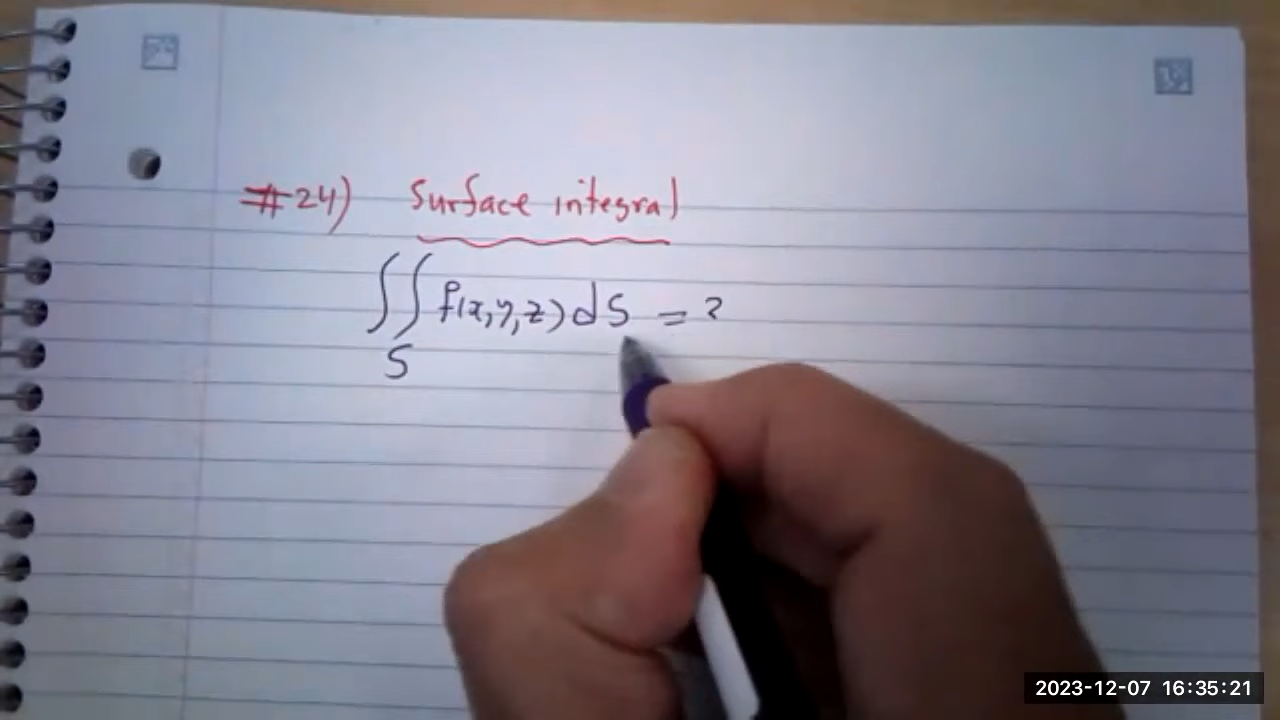 #24) Surface integral
∬ f(x,y,z) dS = ?
S
2023-12-07 16:35:21